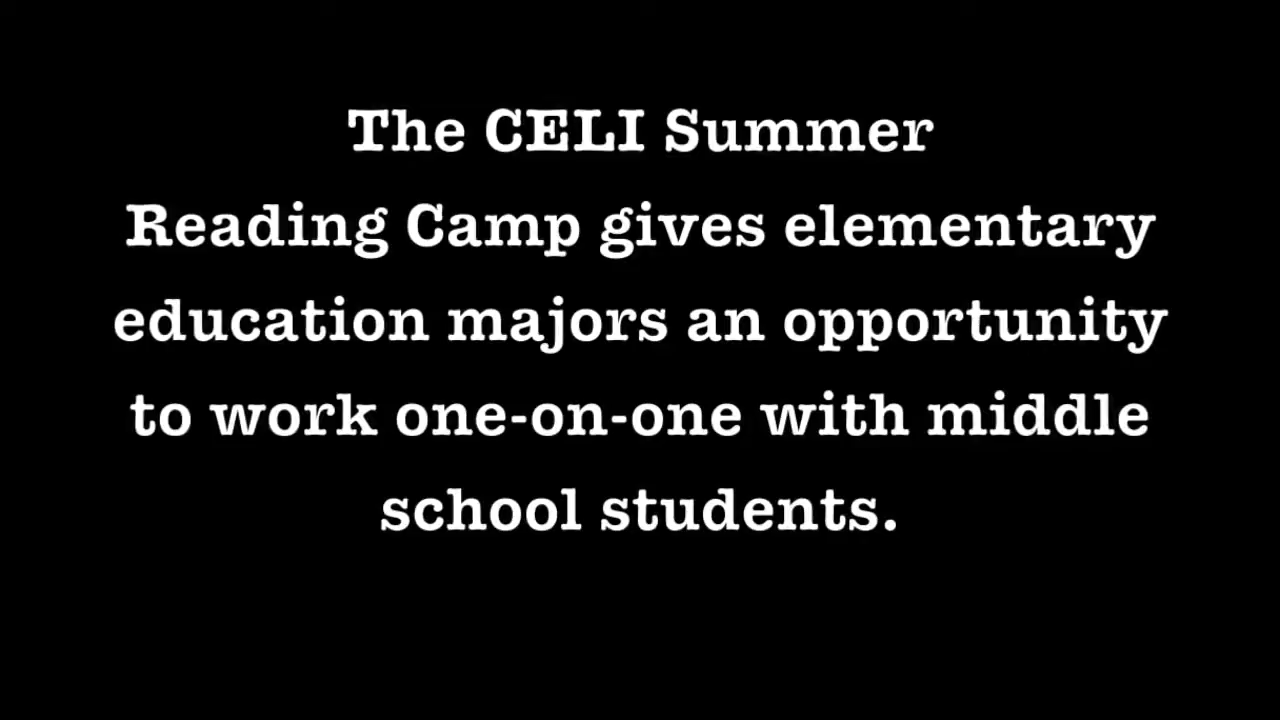 The CELI Summer
Reading Camp gives elementary
education majors an opportunity
to work one-on-one with middle
school students.